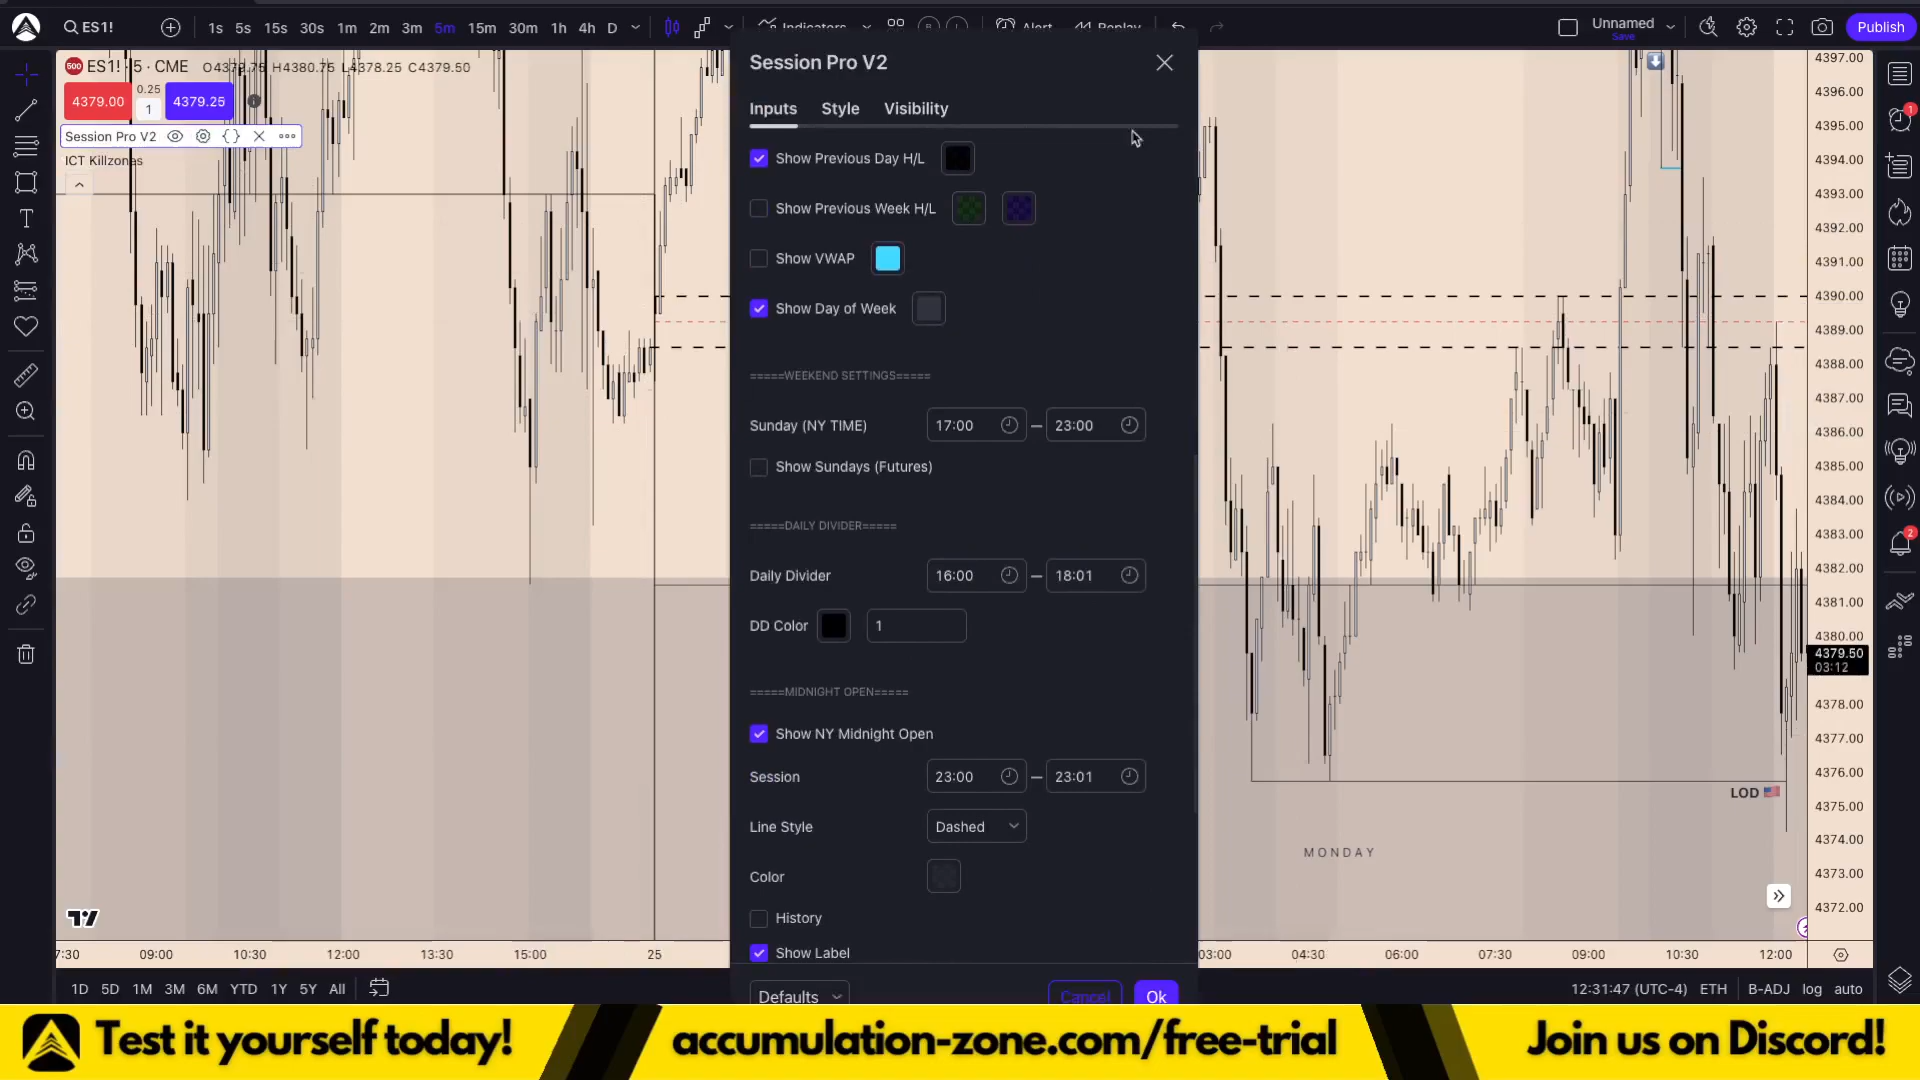 ES1!
1s 5s 15s 30s 1m 2m 3m 5m 15m 30m 1h 4h D
Indicators
Alert
Replay
Unnamed
Save
Publish
500 ES1! · 5 · CME O4379.75 H4380.75 L4378.25 C4379.50
4379.00
0.25
1
4379.25
Session Pro V2
ICT Killzones
Session Pro V2
Inputs Style Visibility
Show Previous Day H/L
Show Previous Week H/L
Show VWAP
Show Day of Week
=====WEEKEND SETTINGS=====
Sunday (NY TIME) 17:00 — 23:00
Show Sundays (Futures)
=====DAILY DIVIDER=====
Daily Divider 16:00 — 18:01
DD Color 1
=====MIDNIGHT OPEN=====
Show NY Midnight Open
Session 23:00 — 23:01
Line Style Dashed
Color
History
Show Label
Defaults Cancel Ok
4397.00
4396.00
4395.00
4394.00
4393.00
4392.00
4391.00
4390.00
4389.00
4388.00
4387.00
4386.00
4385.00
4384.00
4383.00
4382.00
4381.00
4380.00
4379.50
03:12
4378.00
4377.00
4376.00
4375.00
4374.00
4373.00
4372.00
1
2
LOD
MONDAY
7:30 09:00 10:30 12:00 13:30 15:00 25 03:00 04:30 06:00 07:30 09:00 10:30 12:00
1D 5D 1M 3M 6M YTD 1Y 5Y All
12:31:47 (UTC-4) ETH B-ADJ log auto
Test it yourself today! accumulation-zone.com/free-trial Join us on Discord!